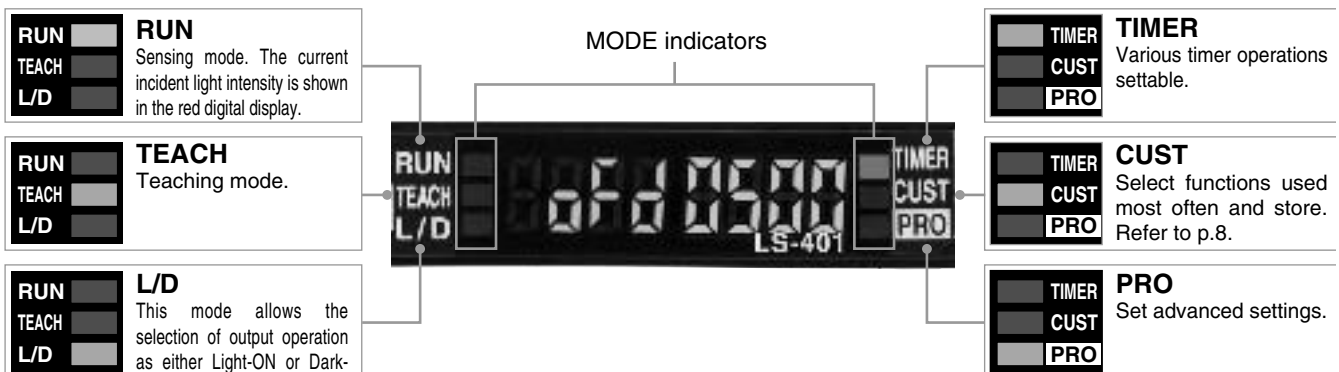 RUN
TEACH
L/D
RUN
Sensing mode. The current
incident light intensity is shown
in the red digital display.
RUN
TEACH
L/D
TEACH
Teaching mode.
RUN
TEACH
L/D
L/D
This mode allows the
selection of output operation
as either Light-ON or Dark-
MODE indicators
RUN
TEACH
L/D
oFd 0500
LS-401
TIMER
CUST
PRO
TIMER
CUST
PRO
TIMER
Various timer operations
settable.
TIMER
CUST
PRO
CUST
Select functions used
most often and store.
Refer to p.8.
TIMER
CUST
PRO
PRO
Set advanced settings.